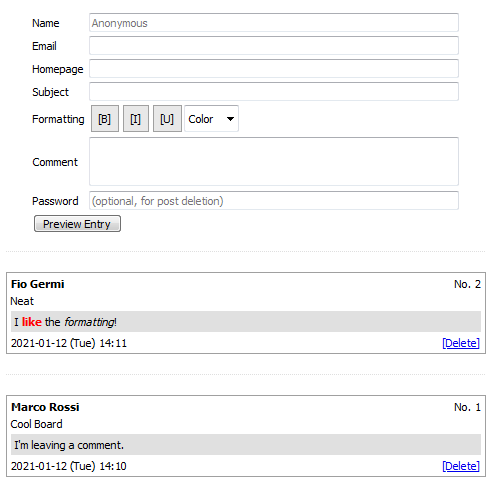 Name Anonymous
Email
Homepage
Subject
Formatting [B] [I] [U] Color
Comment
Password (optional, for post deletion)
Preview Entry
Fio Germi No. 2
Neat
I like the formatting!
2021-01-12 (Tue) 14:11 [Delete]
Marco Rossi No. 1
Cool Board
I'm leaving a comment.
2021-01-12 (Tue) 14:10 [Delete]